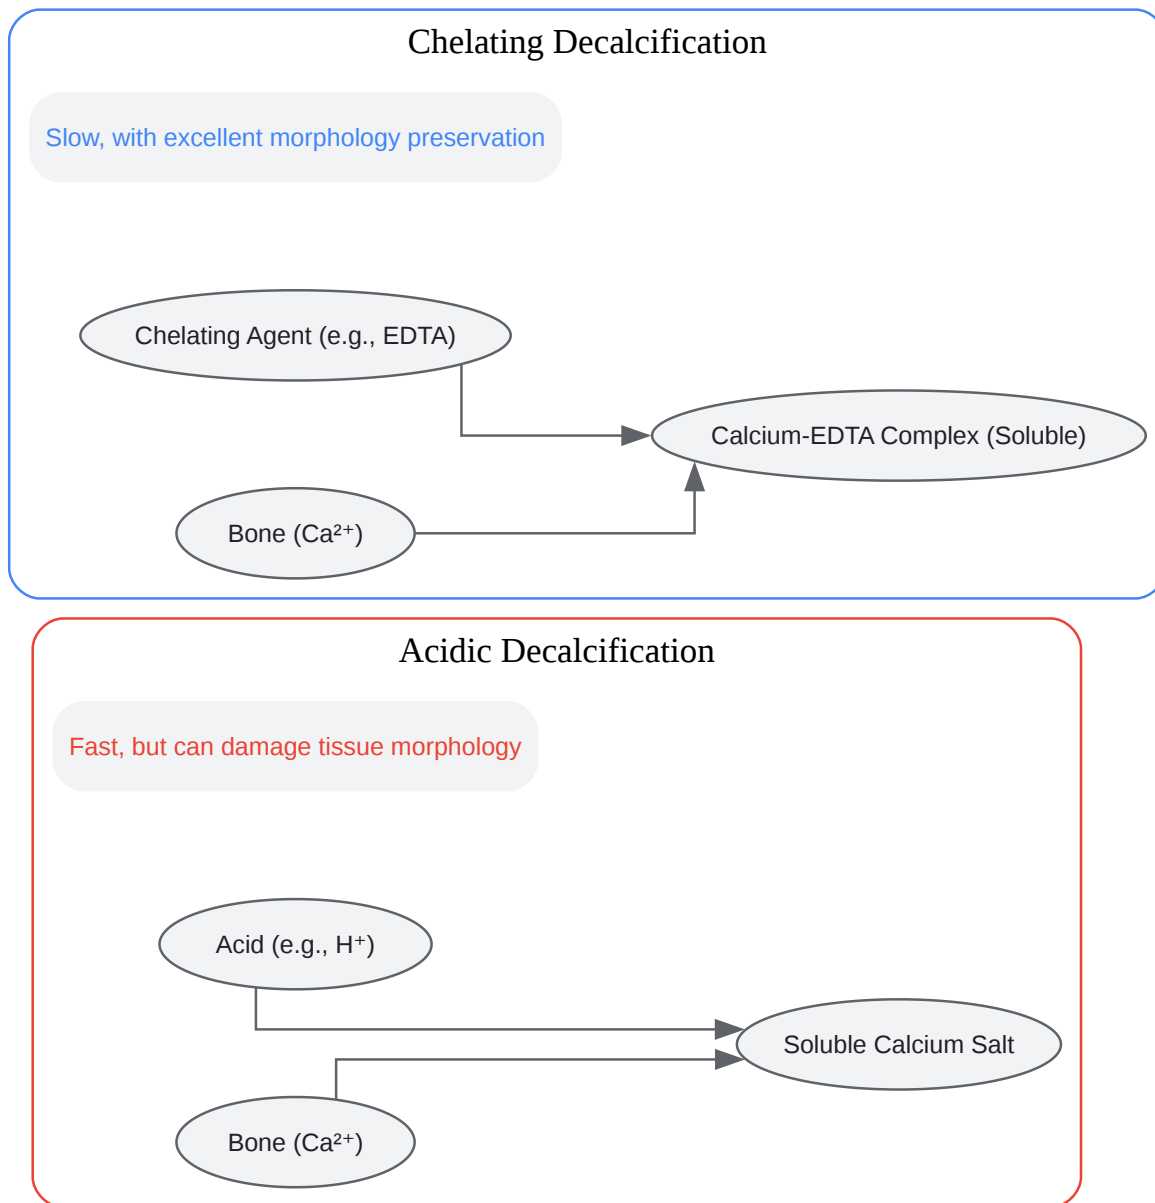 Chelating Decalcification
Slow, with excellent morphology preservation
Chelating Agent (e.g., EDTA)
Calcium-EDTA Complex (Soluble)
Bone (Ca²⁺)
Acidic Decalcification
Fast, but can damage tissue morphology
Acid (e.g., H⁺)
Soluble Calcium Salt
Bone (Ca²⁺)